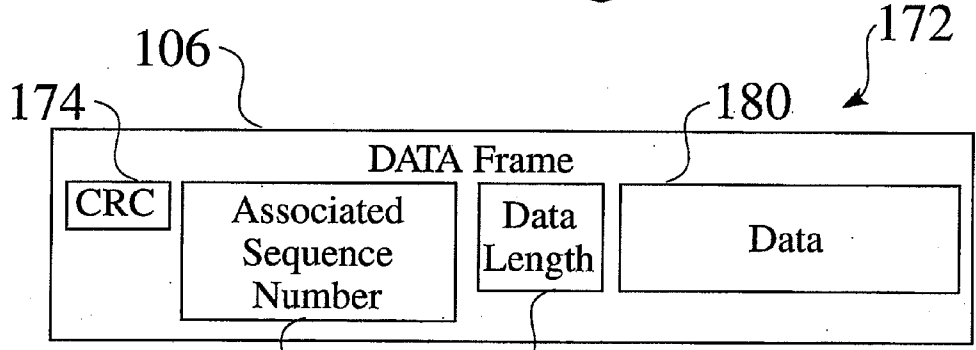 172
106
174
180
DATA Frame
CRC
Associated
Sequence
Number
Data
Length
Data